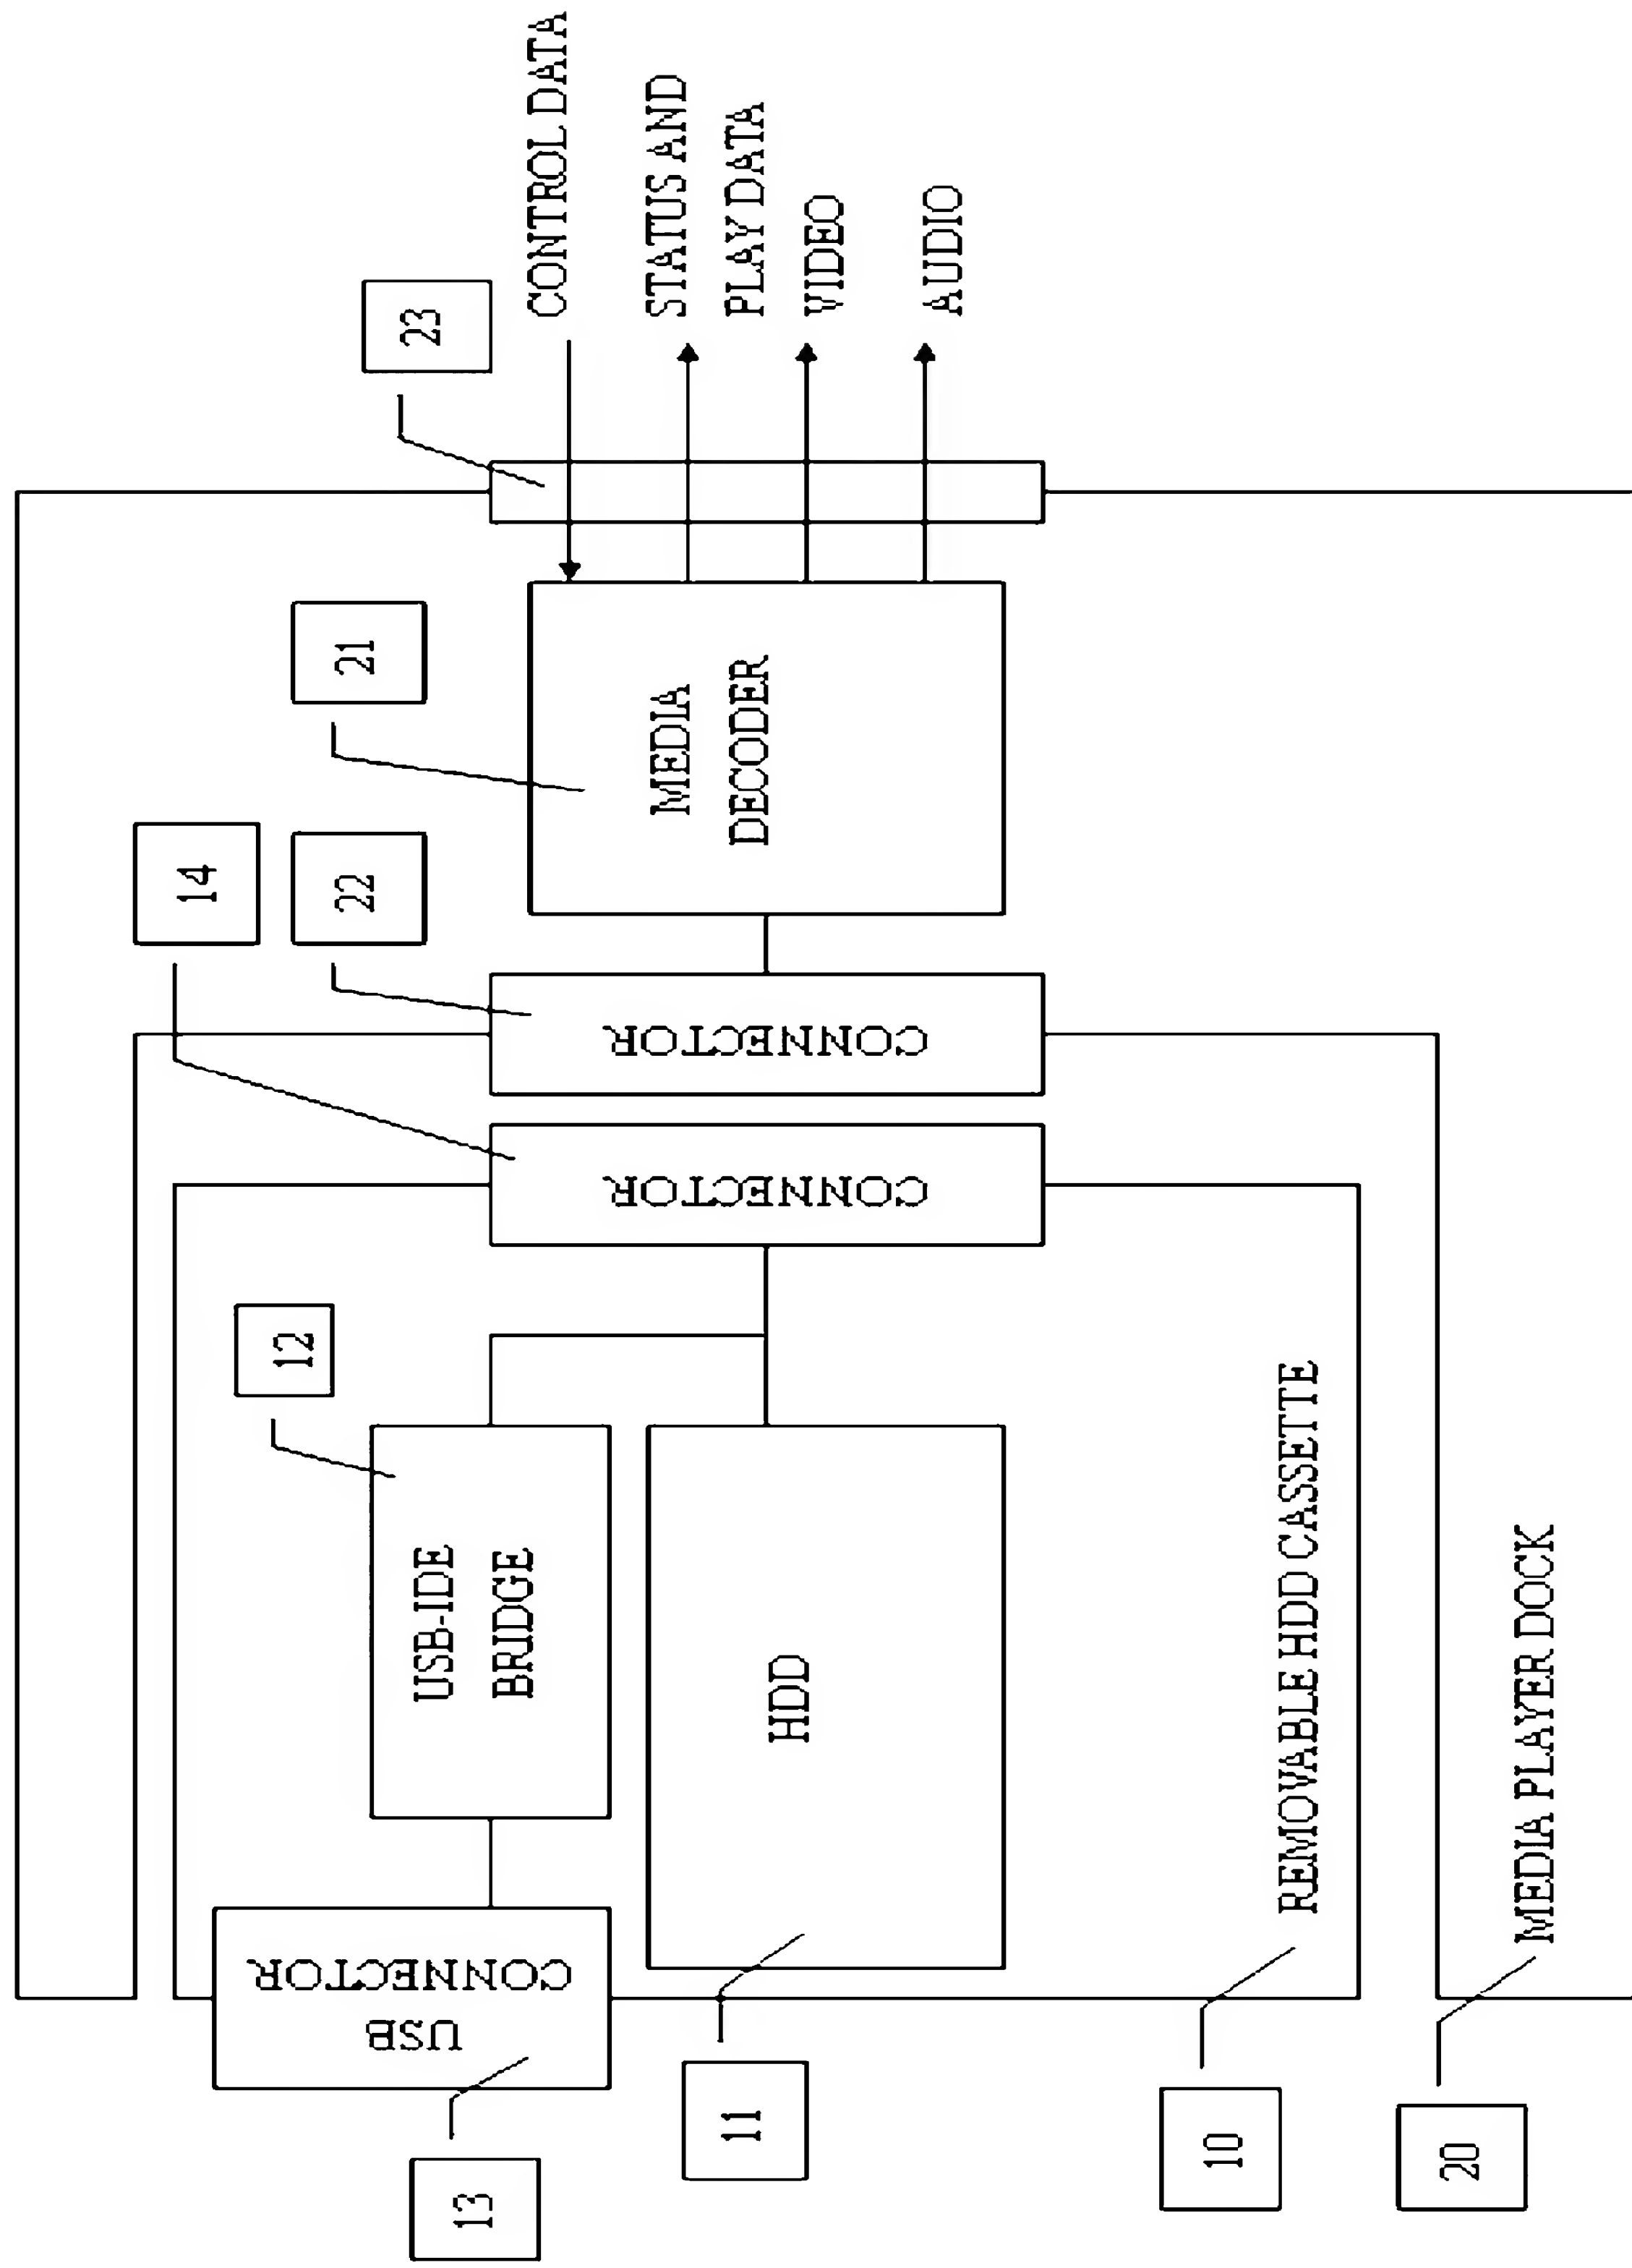 13
USB
CONNECTOR
12
USB-IDE
BRIDGE
11
HDD
10
REMOVABLE HDD CASSETTE
20
MEDIA PLAYER DOCK
14
CONNECTOR
22
CONNECTOR
21
MEDIA
DECODER
23
CONTROL DATA
STATUS AND
PLAY DATA
VIDEO
AUDIO